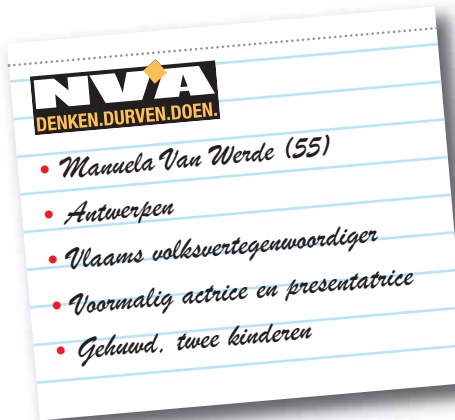 N-VA
DENKEN.DURVEN.DOEN.
• Manuela Van Werde (55)
• Antwerpen
• Vlaams volksvertegenwoordiger
• Voormalig actrice en presentatrice
• Gehuwd, twee kinderen